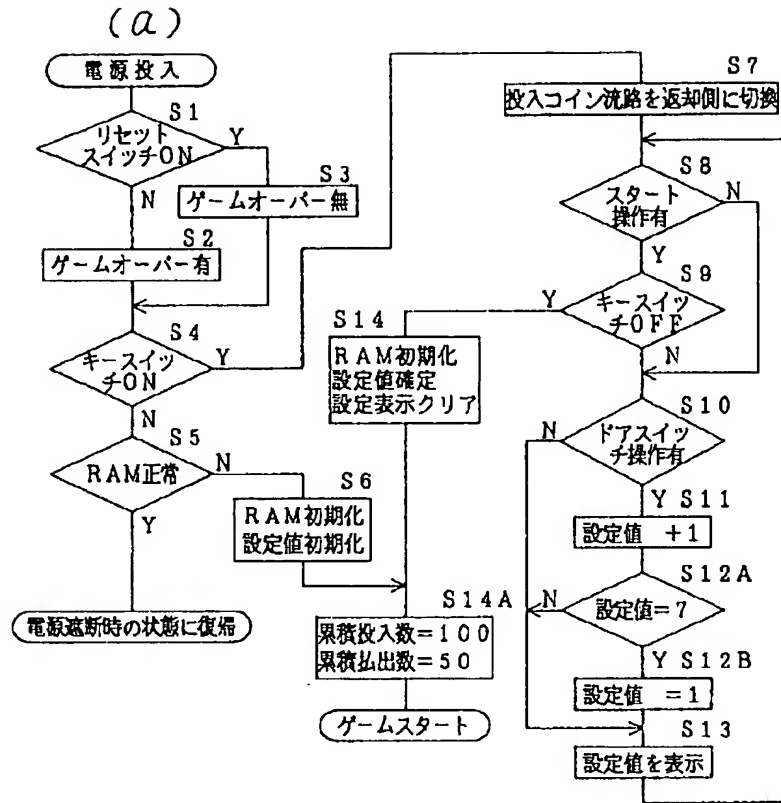 (a)
電源投入
S1
リセット
スイッチON
Y
N
S3
ゲームオーバー無
S2
ゲームオーバー有
S4
キースイッ
チON
Y
N
S5
RAM正常
N
Y
S6
RAM初期化
設定値初期化
電源遮断時の状態に復帰
S14
RAM初期化
設定値確定
設定表示クリア
S14A
累積投入数=100
累積払出数=50
ゲームスタート
S7
投入コイン流路を返却側に切換
S8
スタート
操作有
N
Y
S9
キースイッ
チOFF
Y
N
S10
ドアスイッ
チ操作有
N
Y S11
設定値 +1
S12A
設定値=7
N
Y S12B
設定値 =1
S13
設定値を表示